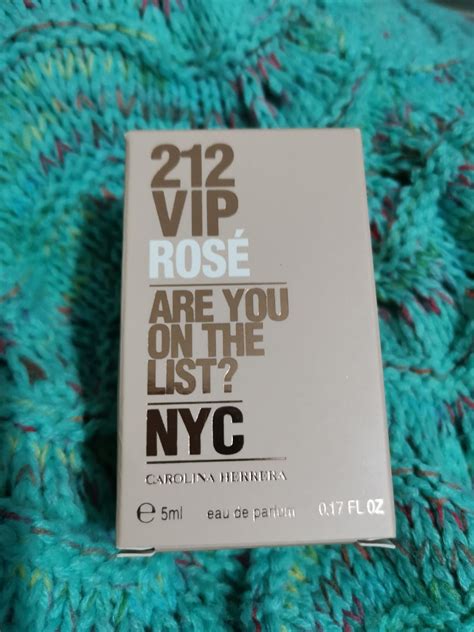 212
VIP
ROSÉ
ARE YOU
ON THE
LIST?
NYC
CAROLINA HERRERA
℮ 5ml eau de parfum 0.17 FL OZ